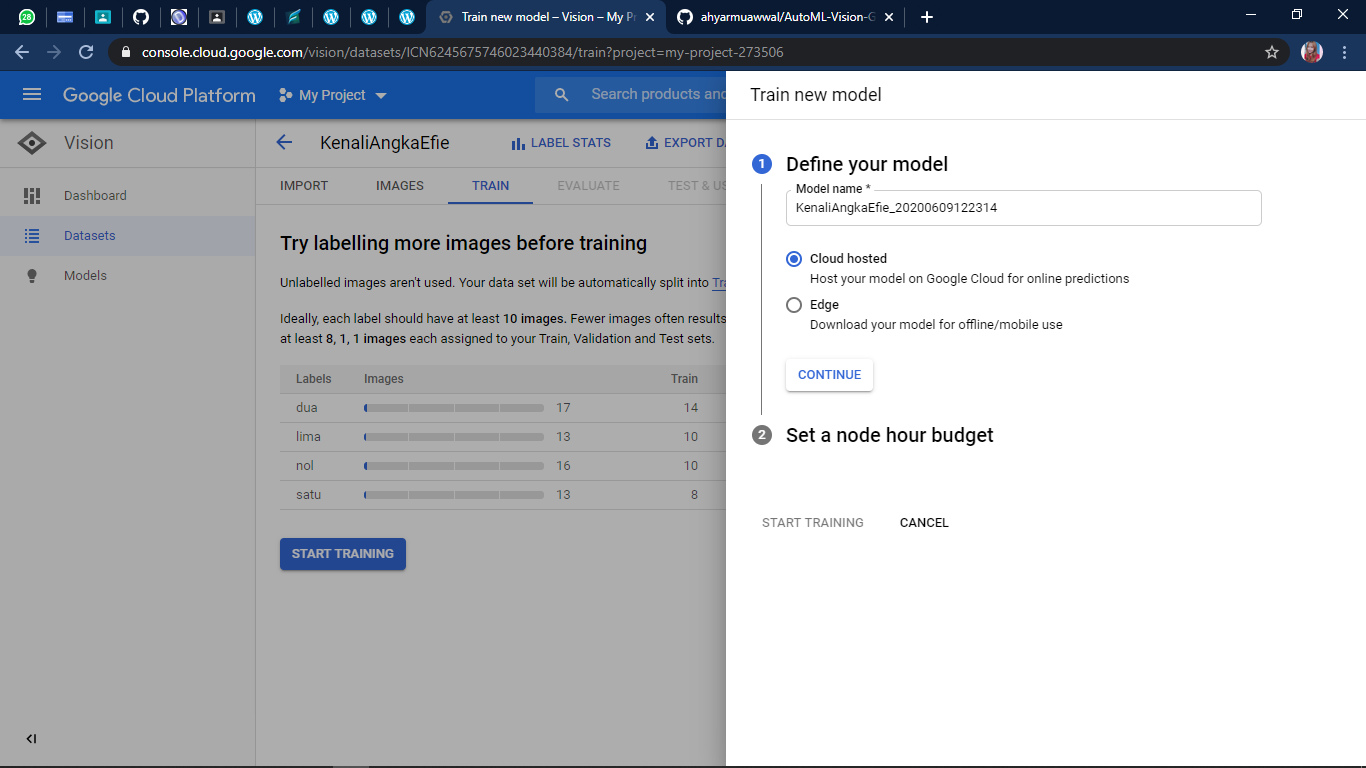 28
Train new model – Vision – My Pr
ahyarmuawwal/AutoML-Vision-G
console.cloud.google.com/vision/datasets/ICN6245675746023440384/train?project=my-project-273506
Google Cloud Platform
My Project
Search products and
Vision
KenaliAngkaEfie
LABEL STATS
EXPORT DA
Dashboard
Datasets
Models
IMPORT
IMAGES
TRAIN
EVALUATE
TEST & US
Try labelling more images before training
Unlabelled images aren't used. Your data set will be automatically split into Tra
Ideally, each label should have at least 10 images. Fewer images often results
at least 8, 1, 1 images each assigned to your Train, Validation and Test sets.
Labels Images Train
dua 17 14
lima 13 10
nol 16 10
satu 13 8
START TRAINING
Train new model
1 Define your model
Model name *
KenaliAngkaEfie_20200609122314
Cloud hosted
Host your model on Google Cloud for online predictions
Edge
Download your model for offline/mobile use
CONTINUE
2 Set a node hour budget
START TRAINING CANCEL